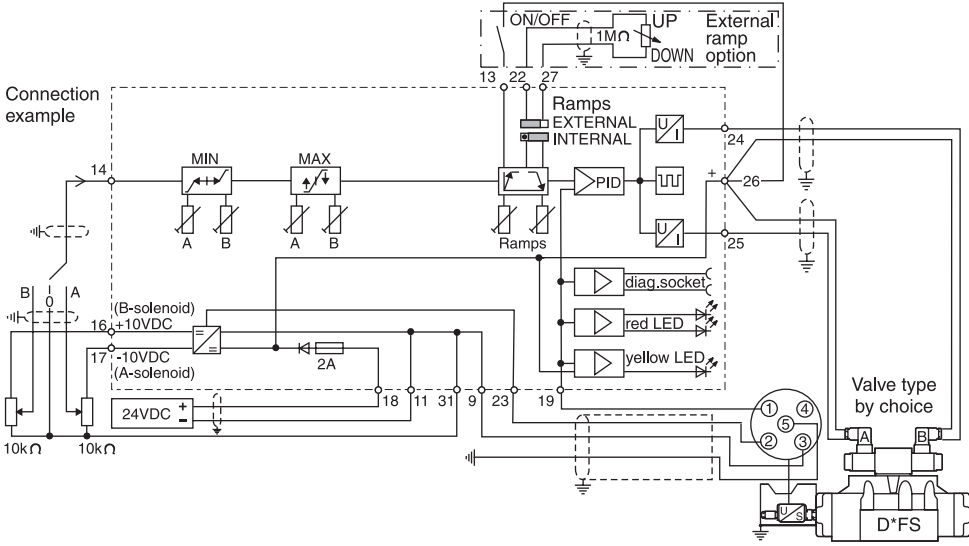 ON/OFF
UP
1MΩ
DOWN
External
ramp
option
13 22 27
Connection
example
Ramps
EXTERNAL
INTERNAL
U
I
24
14
MIN
MAX
PID
+
26
A B
A B
Ramps
U
I
25
B 0 A
diag.socket
(B-solenoid)
16 +10VDC
=
=
red LED
17 -10VDC
(A-solenoid)
2A
yellow LED
18 11 31 9 23 19
24VDC + -
10kΩ 10kΩ
1 4
5
2 3
Valve type
by choice
A B
U
S
D*FS